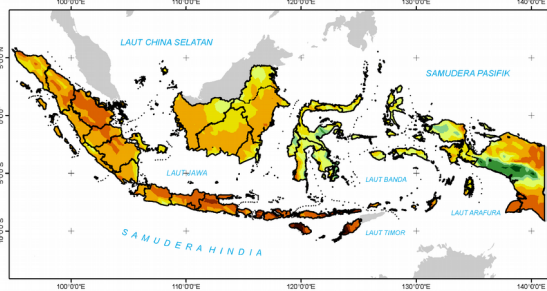 100°0'0"E 110°0'0"E 120°0'0"E 130°0'0"E 140°0'0"E
LAUT CHINA SELATAN
SAMUDERA PASIFIK
LAUT JAWA
LAUT BANDA
LAUT ARAFURA
LAUT TIMOR
SAMUDERA HINDIA
100°0'0"E 110°0'0"E 120°0'0"E 130°0'0"E 140°0'0"E